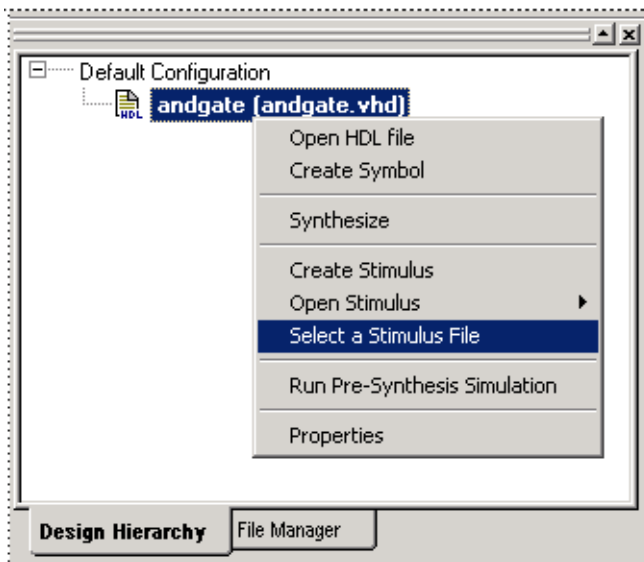 Default Configuration
HDL andgate (andgate.vhd)
Open HDL file
Create Symbol
Synthesize
Create Stimulus
Open Stimulus
Select a Stimulus File
Run Pre-Synthesis Simulation
Properties
Design Hierarchy File Manager